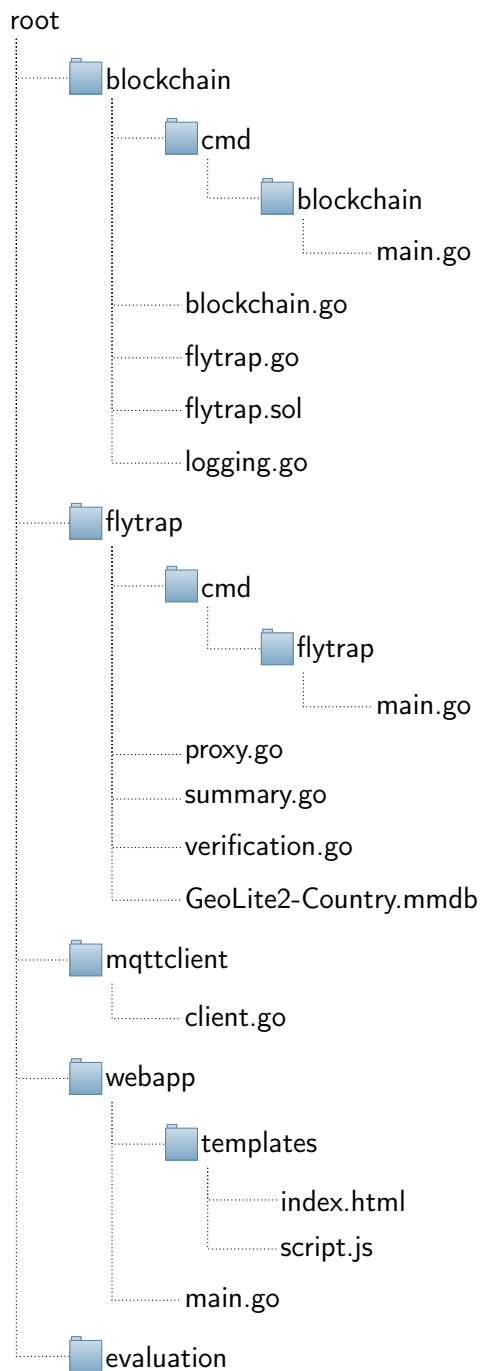 root
blockchain
cmd
blockchain
main.go
blockchain.go
flytrap.go
flytrap.sol
logging.go
flytrap
cmd
flytrap
main.go
proxy.go
summary.go
verification.go
GeoLite2-Country.mmdb
mqttclient
client.go
webapp
templates
index.html
script.js
main.go
evaluation